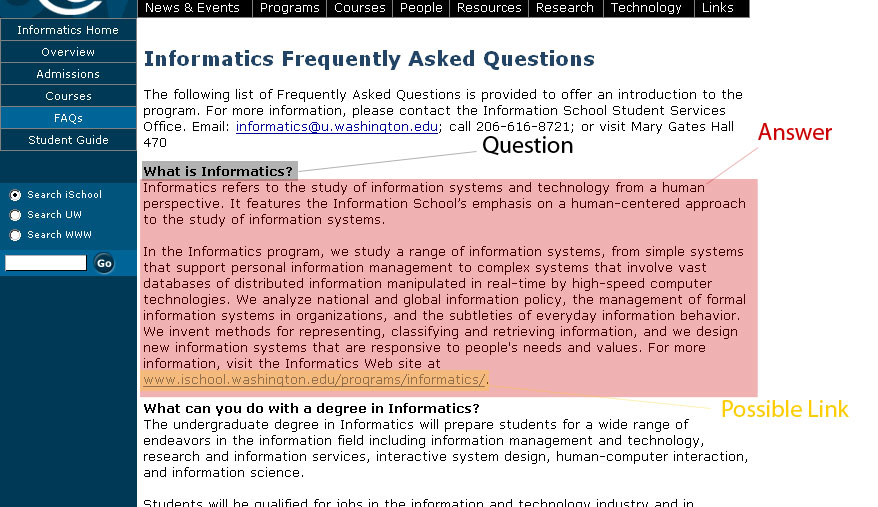 News & Events Programs Courses People Resources Research Technology Links
Informatics Home
Overview
Admissions
Courses
FAQs
Student Guide
Search iSchool
Search UW
Search WWW
Go
Informatics Frequently Asked Questions
The following list of Frequently Asked Questions is provided to offer an introduction to the
program. For more information, please contact the Information School Student Services
Office. Email: informatics@u.washington.edu; call 206-616-8721; or visit Mary Gates Hall
470
Question
Answer
What is Informatics?
Informatics refers to the study of information systems and technology from a human
perspective. It features the Information School's emphasis on a human-centered approach
to the study of information systems.
In the Informatics program, we study a range of information systems, from simple systems
that support personal information management to complex systems that involve vast
databases of distributed information manipulated in real-time by high-speed computer
technologies. We analyze national and global information policy, the management of formal
information systems in organizations, and the subtleties of everyday information behavior.
We invent methods for representing, classifying and retrieving information, and we design
new information systems that are responsive to people's needs and values. For more
information, visit the Informatics Web site at
www.ischool.washington.edu/programs/informatics/.
Possible Link
What can you do with a degree in Informatics?
The undergraduate degree in Informatics will prepare students for a wide range of
endeavors in the information field including information management and technology,
research and information services, interactive system design, human-computer interaction,
and information science.
Students will be qualified for jobs in the information and technology industry and in